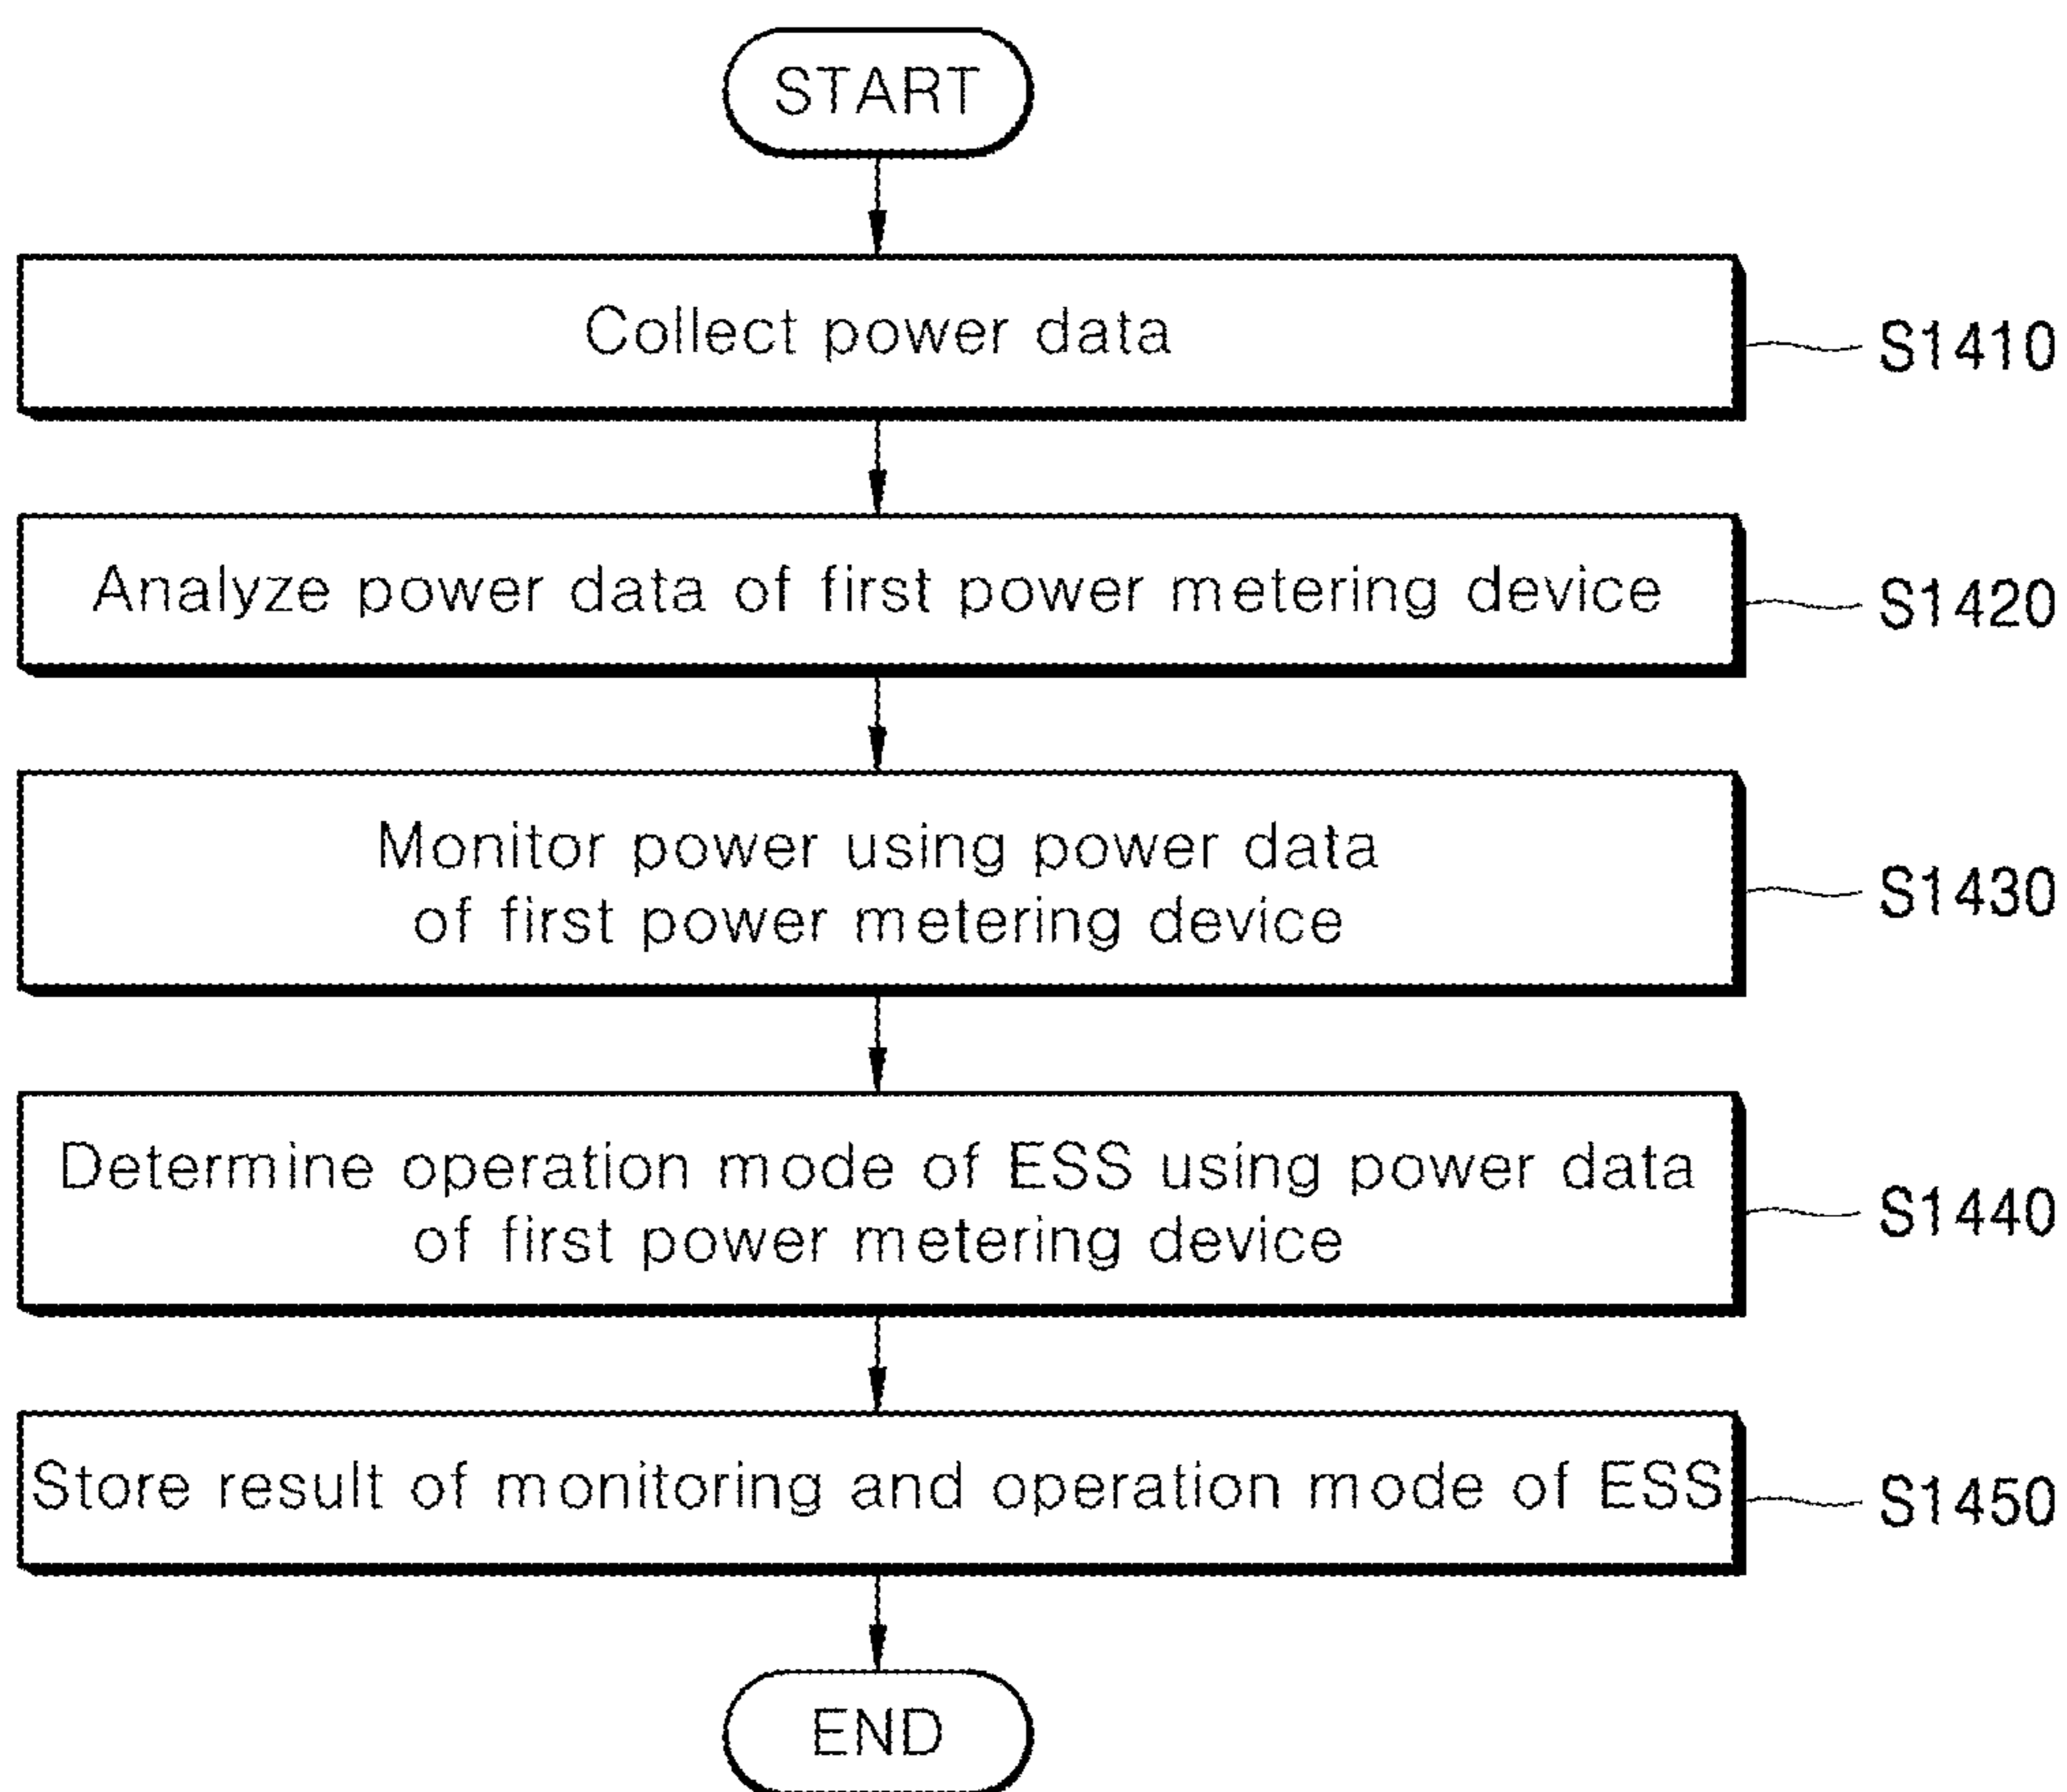 START
Collect power data
S1410
Analyze power data of first power metering device
S1420
Monitor power using power data
of first power metering device
S1430
Determine operation mode of ESS using power data
of first power metering device
S1440
Store result of monitoring and operation mode of ESS
S1450
END